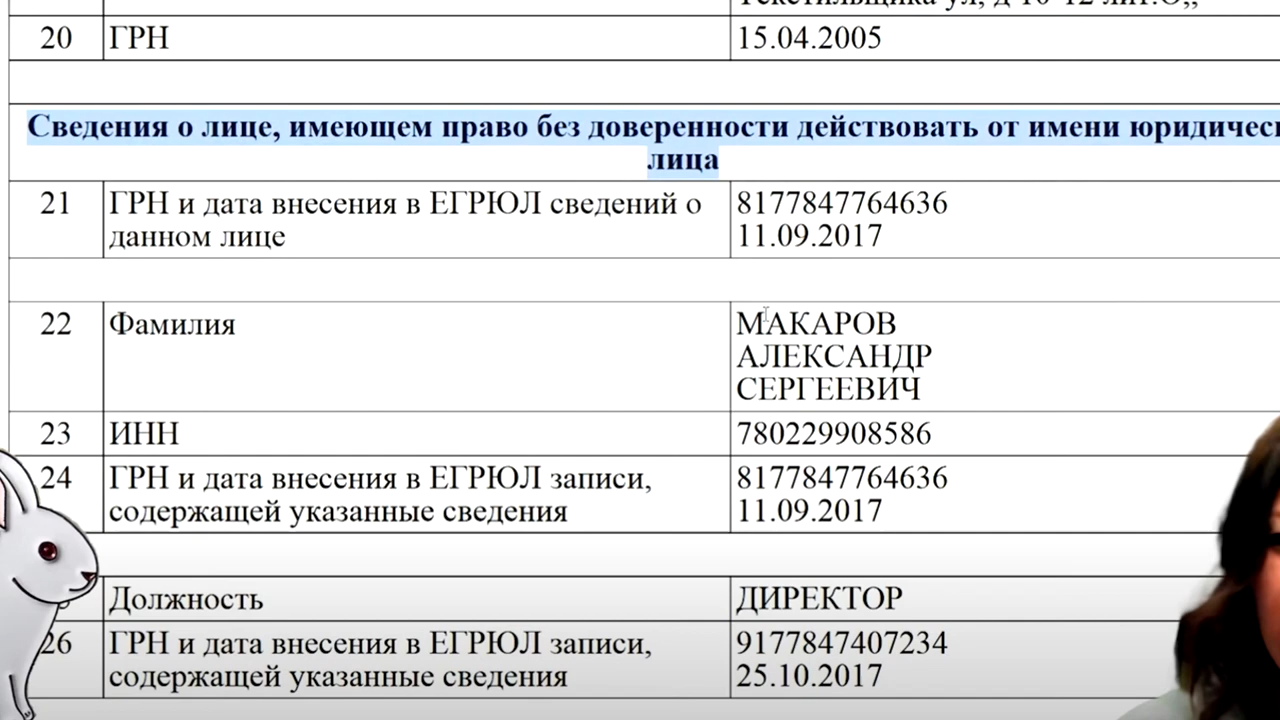 20 ГРН 15.04.2005
Сведения о лице, имеющем право без доверенности действовать от имени
лица
21 ГРН и дата внесения в ЕГРЮЛ сведений о 8177847764636
данном лице 11.09.2017
22 Фамилия МАКАРОВ
АЛЕКСАНДР
СЕРГЕЕВИЧ
23 ИНН 780229908586
24 ГРН и дата внесения в ЕГРЮЛ записи, 8177847764636
содержащей указанные сведения 11.09.2017
Должность ДИРЕКТОР
26 ГРН и дата внесения в ЕГРЮЛ записи, 9177847407234
содержащей указанные сведения 25.10.2017